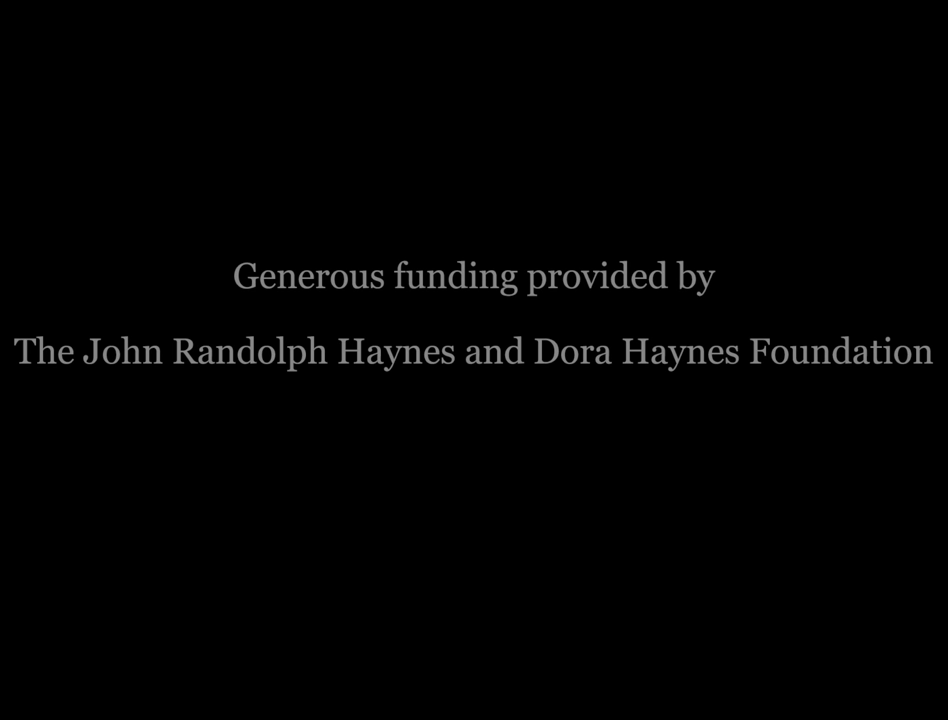 Generous funding provided by
The John Randolph Haynes and Dora Haynes Foundation